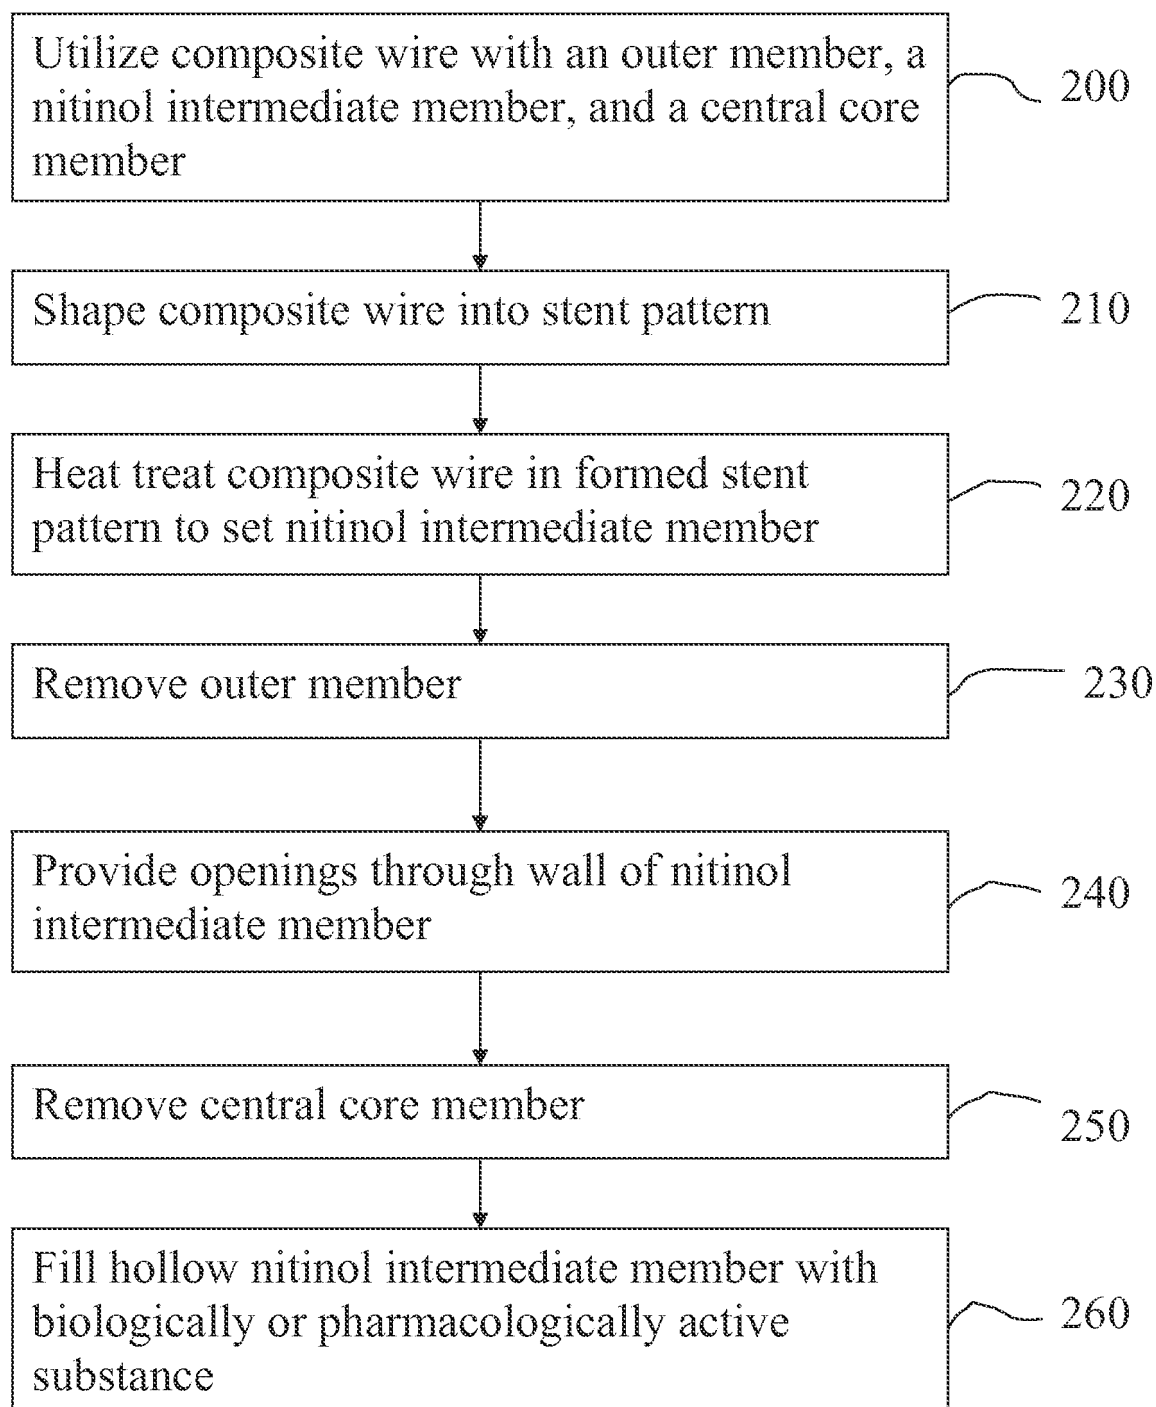 Utilize composite wire with an outer member, a
nitinol intermediate member, and a central core
member
200
Shape composite wire into stent pattern
210
Heat treat composite wire in formed stent
pattern to set nitinol intermediate member
220
Remove outer member
230
Provide openings through wall of nitinol
intermediate member
240
Remove central core member
250
Fill hollow nitinol intermediate member with
biologically or pharmacologically active
substance
260